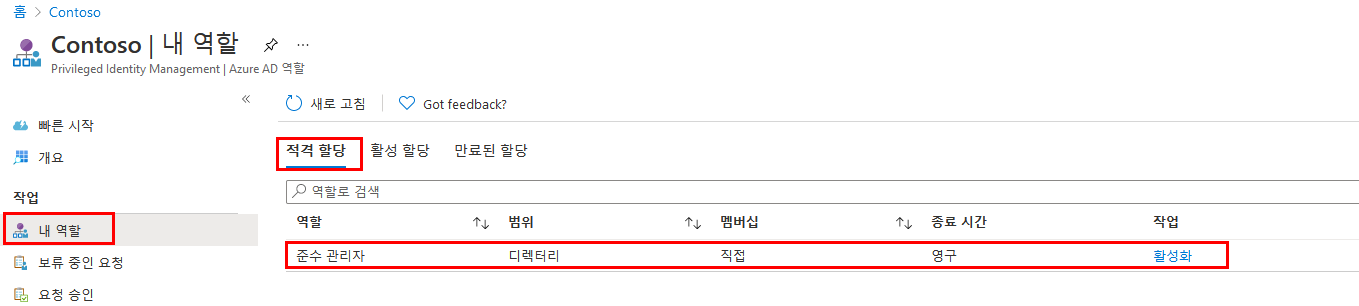 홈 > Contoso
Contoso | 내 역할
Privileged Identity Management | Azure AD 역할
«
새로 고침 Got feedback?
빠른 시작
개요
작업
내 역할
보류 중인 요청
요청 승인
적격 할당 활성 할당 만료된 할당
역할로 검색
역할 범위 멤버십 종료 시간 작업
준수 관리자 디렉터리 직접 영구 활성화